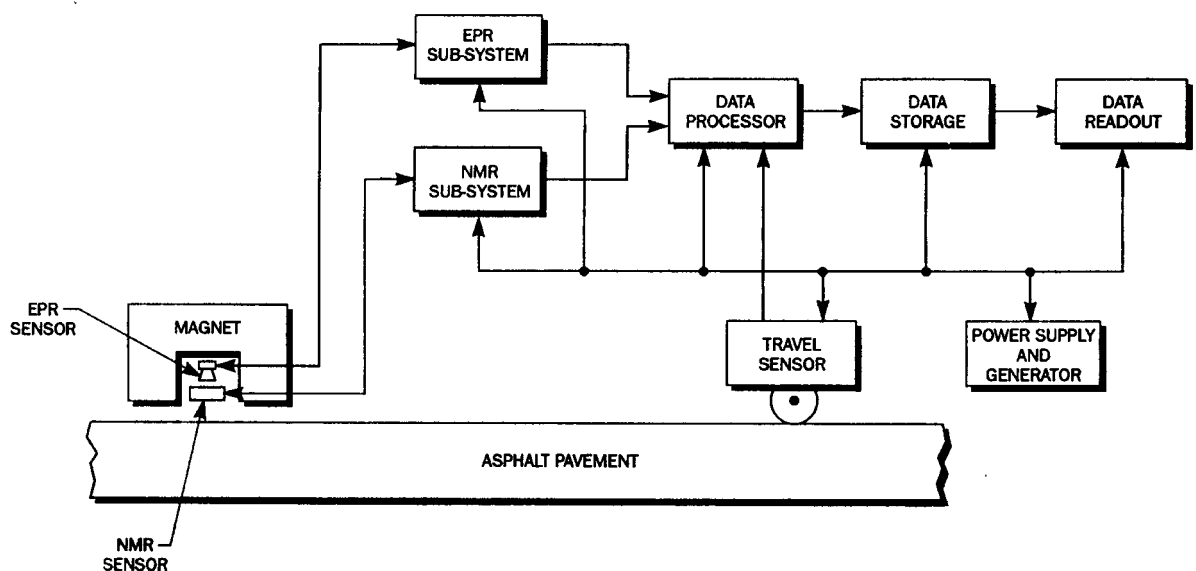 EPR
SUB-SYSTEM
DATA
PROCESSOR
DATA
STORAGE
DATA
READOUT
NMR
SUB-SYSTEM
EPR
SENSOR
MAGNET
TRAVEL
SENSOR
POWER SUPPLY
AND
GENERATOR
ASPHALT PAVEMENT
NMR
SENSOR